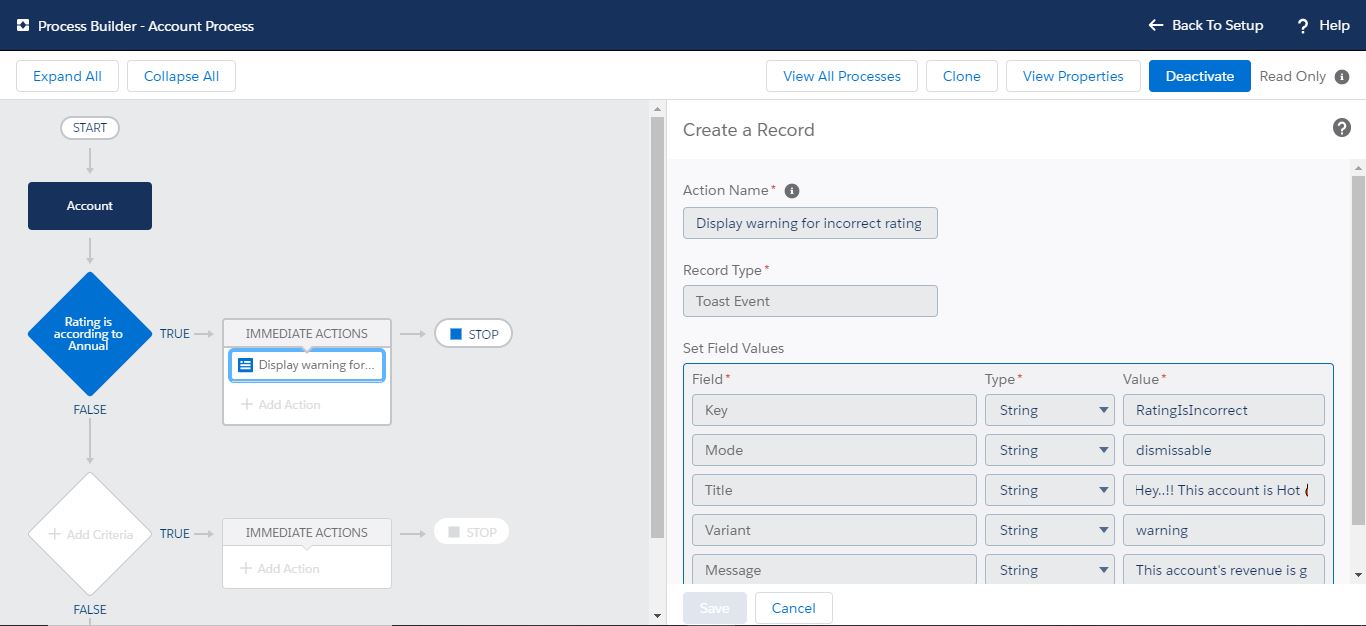 Process Builder - Account Process
Back To Setup
Help
Expand All
Collapse All
View All Processes
Clone
View Properties
Deactivate
Read Only
START
Account
Rating is
according to
Annual
TRUE
IMMEDIATE ACTIONS
STOP
Display warning for...
+ Add Action
FALSE
+ Add Criteria
TRUE
IMMEDIATE ACTIONS
STOP
+ Add Action
FALSE
Create a Record
Action Name*
Display warning for incorrect rating
Record Type*
Toast Event
Set Field Values
Field* Type* Value*
Key String RatingIsIncorrect
Mode String dismissable
Title String Hey..!! This account is Hot
Variant String warning
Message String This account's revenue is g
Save
Cancel